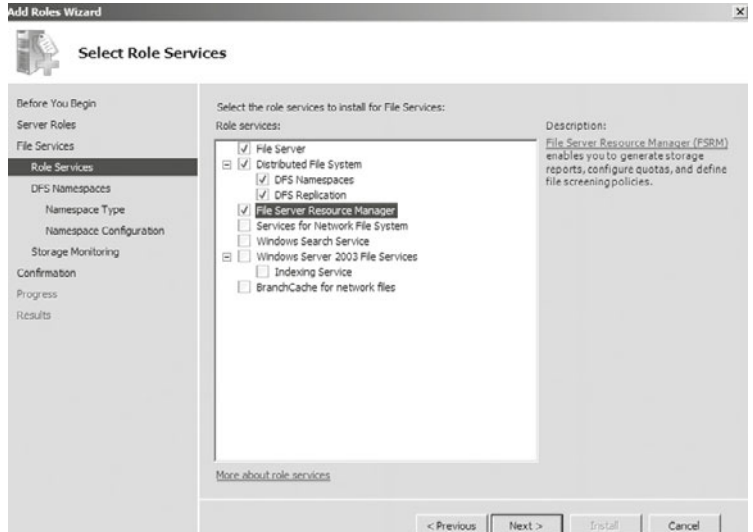 Add Roles Wizard
Select Role Services
Before You Begin
Server Roles
File Services
Role Services
DFS Namespaces
Namespace Type
Namespace Configuration
Storage Monitoring
Confirmation
Progress
Results
Select the role services to install for File Services:
Role services:
File Server
Distributed File System
DFS Namespaces
DFS Replication
File Server Resource Manager
Services for Network File System
Windows Search Service
Windows Server 2003 File Services
Indexing Service
BranchCache for network files
More about role services
Description:
File Server Resource Manager (FSRM)
enables you to generate storage
reports, configure quotas, and define
file screening policies.
< Previous
Next >
Install
Cancel